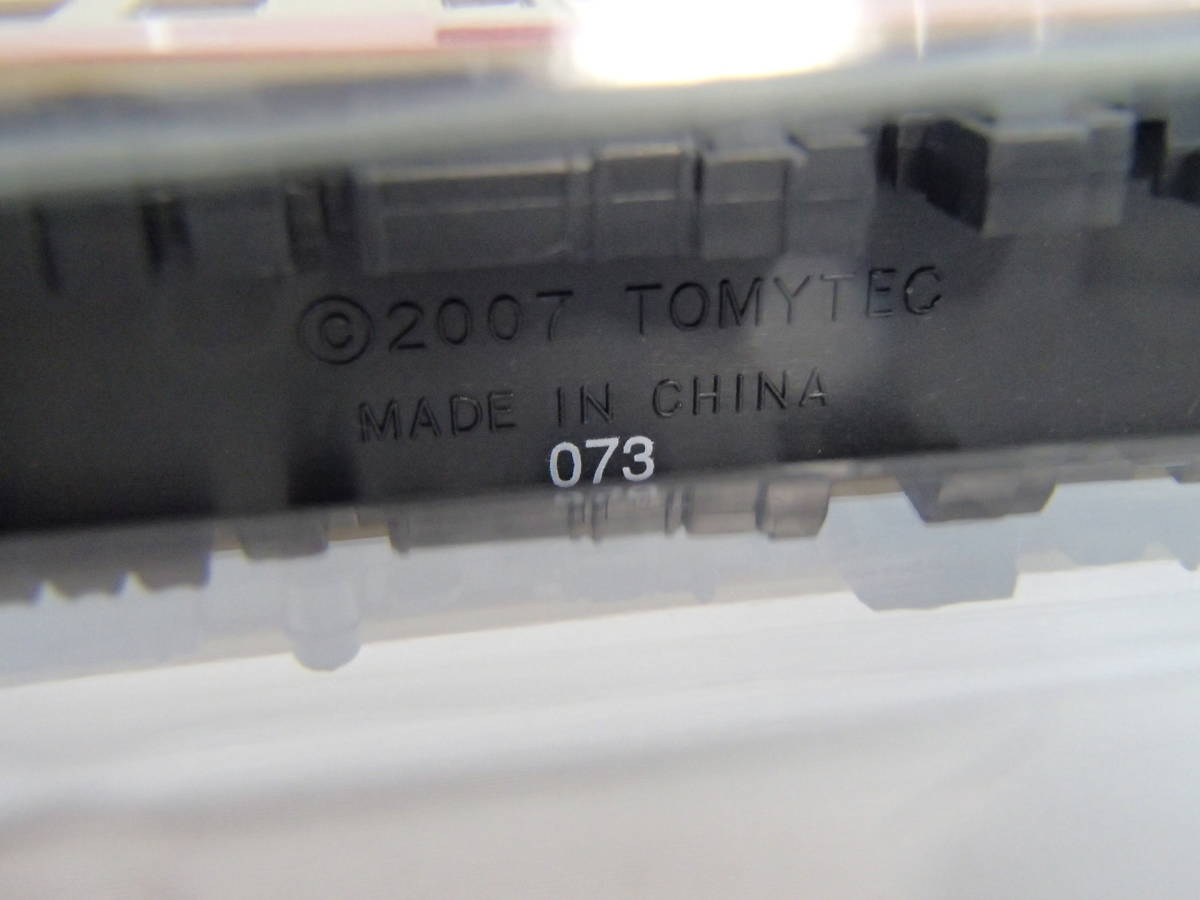 ©2007 TOMYTEC
MADE IN CHINA
073